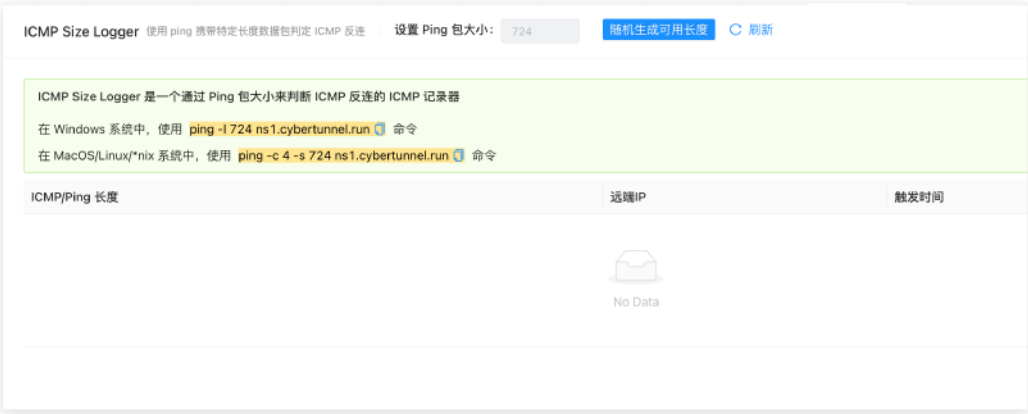 ICMP Size Logger 使用 ping 携带特定长度数据包判定 ICMP 反连 设置 Ping 包大小: 724 随机生成可用长度 刷新
ICMP Size Logger 是一个通过 Ping 包大小来判断 ICMP 反连的 ICMP 记录器
在 Windows 系统中，使用 ping -l 724 ns1.cybertunnel.run 命令
在 MacOS/Linux/*nix 系统中，使用 ping -c 4 -s 724 ns1.cybertunnel.run 命令
ICMP/Ping 长度 远端IP 触发时间
No Data